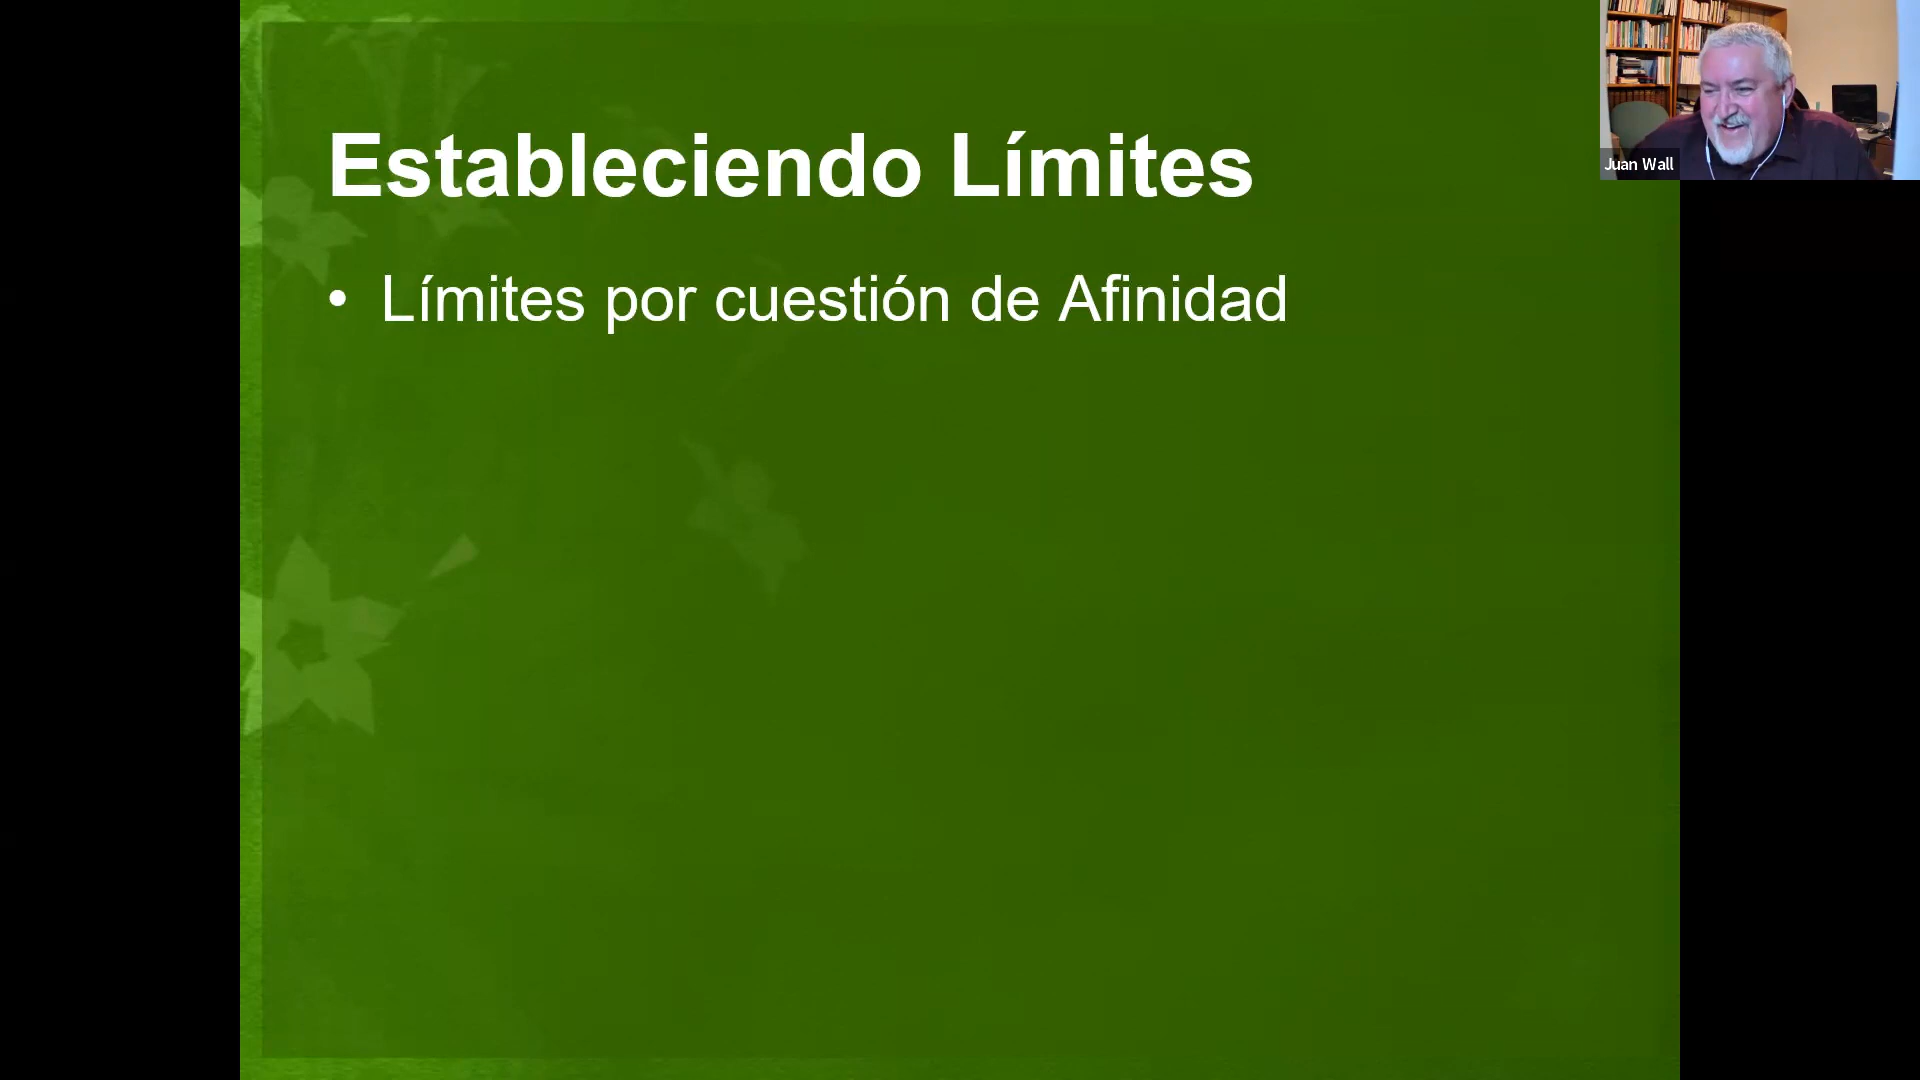 Estableciendo Límites
• Límites por cuestión de Afinidad
Juan Wall